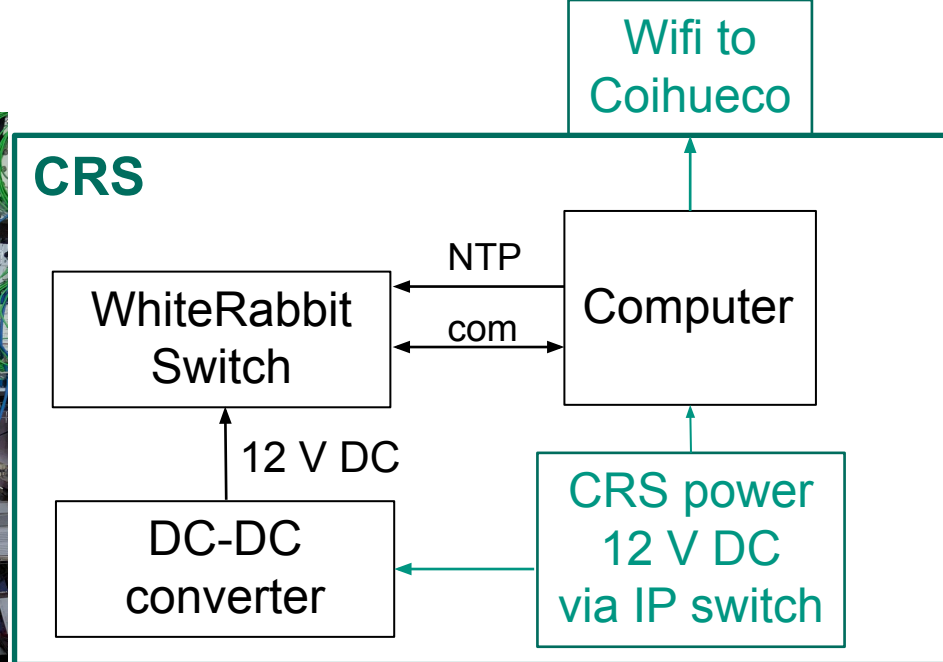 Wifi to
Coihueco
CRS
NTP
WhiteRabbit
Switch
com
Computer
12 V DC
DC-DC
converter
CRS power
12 V DC
via IP switch